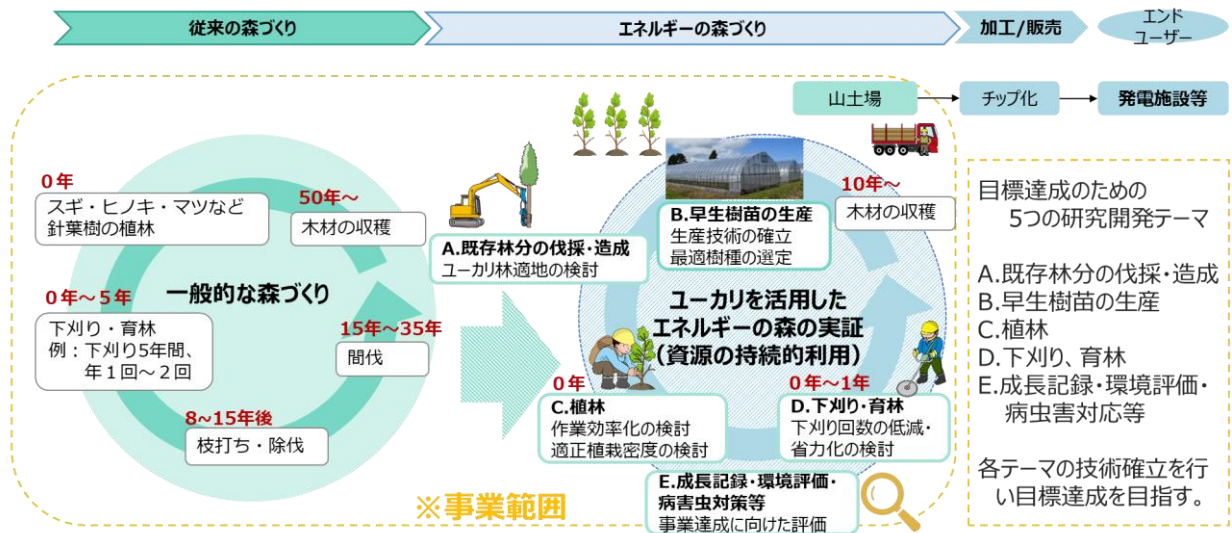 従来の森づくり
エネルギーの森づくり
加工/販売
エンド
ユーザー
山土場
チップ化
発電施設等
0年
スギ・ヒノキ・マツなど
針葉樹の植林
50年~
木材の収穫
一般的な森づくり
0年~5年
下刈り・育林
例:下刈り5年間、
年1回~2回
15年~35年
間伐
8~15年後
枝打ち・除伐
A.既存林分の伐採・造成
ユーカリ林適地の検討
B.早生樹苗の生産
生産技術の確立
最適樹種の選定
10年~
木材の収穫
ユーカリを活用した
エネルギーの森の実証
(資源の持続的利用)
0年
C.植林
作業効率化の検討
適正植栽密度の検討
0年~1年
D.下刈り・育林
下刈り回数の低減・
省力化の検討
E.成長記録・環境評価・
病害虫対策等
事業達成に向けた評価
※事業範囲
目標達成のための
5つの研究開発テーマ
A.既存林分の伐採・造成
B.早生樹苗の生産
C.植林
D.下刈り、育林
E.成長記録・環境評価・
病虫害対応等
各テーマの技術確立を行
い目標達成を目指す。